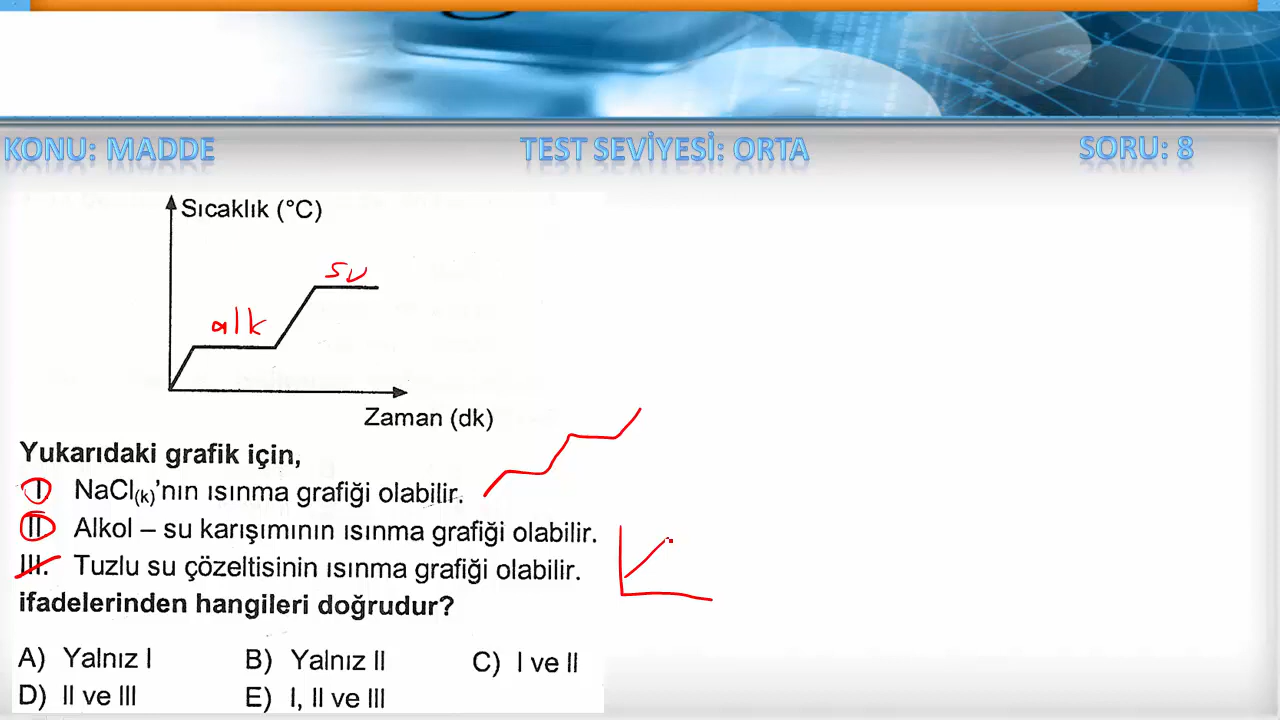 KONU: MADDE TEST SEVİYESİ: ORTA SORU: 8
Sıcaklık (°C)
su
alk
Zaman (dk)
Yukarıdaki grafik için,
I. NaCl(k)'nın ısınma grafiği olabilir.
II. Alkol – su karışımının ısınma grafiği olabilir.
III. Tuzlu su çözeltisinin ısınma grafiği olabilir.
ifadelerinden hangileri doğrudur?
A) Yalnız I B) Yalnız II C) I ve II
D) II ve III E) I, II ve III